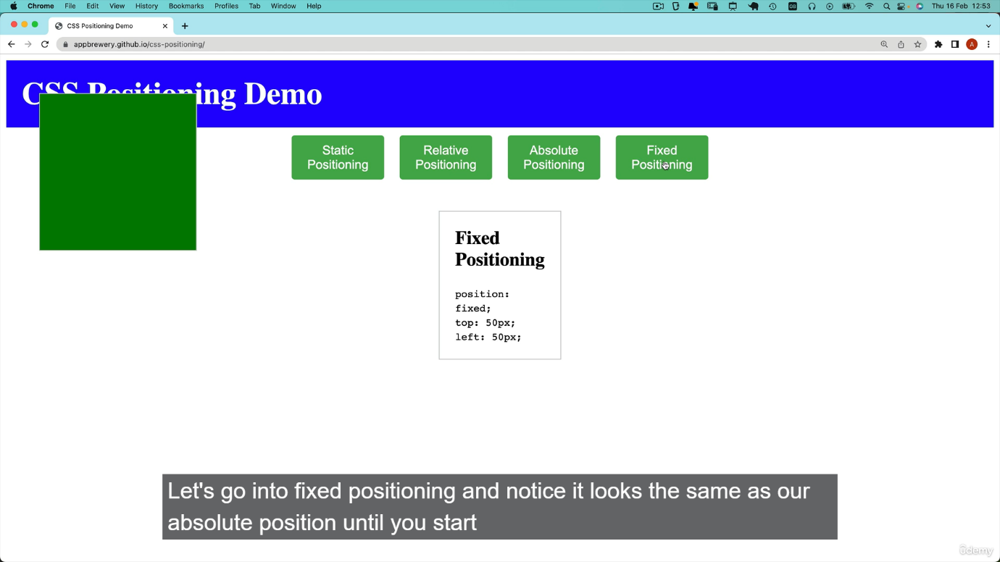 Chrome File Edit View History Bookmarks Profiles Tab Window Help
GB
Thu 16 Feb 12:53
CSS Positioning Demo
appbrewery.github.io/css-positioning/
A
CSS Positioning Demo
Static
Positioning
Relative
Positioning
Absolute
Positioning
Fixed
Positioning
Fixed
Positioning
position:
fixed;
top: 50px;
left: 50px;
Let's go into fixed positioning and notice it looks the same as our
absolute position until you start
ûdemy